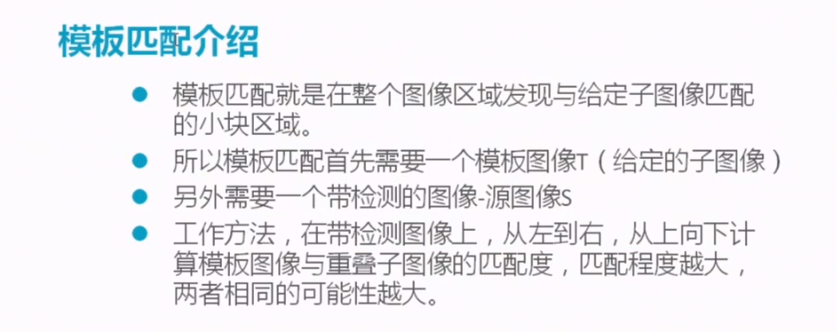 模板匹配介绍
模板匹配就是在整个图像区域发现与给定子图像匹配
的小块区域。
所以模板匹配首先需要一个模板图像T（给定的子图像）
另外需要一个带检测的图像-源图像S
工作方法，在带检测图像上，从左到右，从上向下计
算模板图像与重叠子图像的匹配度，匹配程度越大，
两者相同的可能性越大。